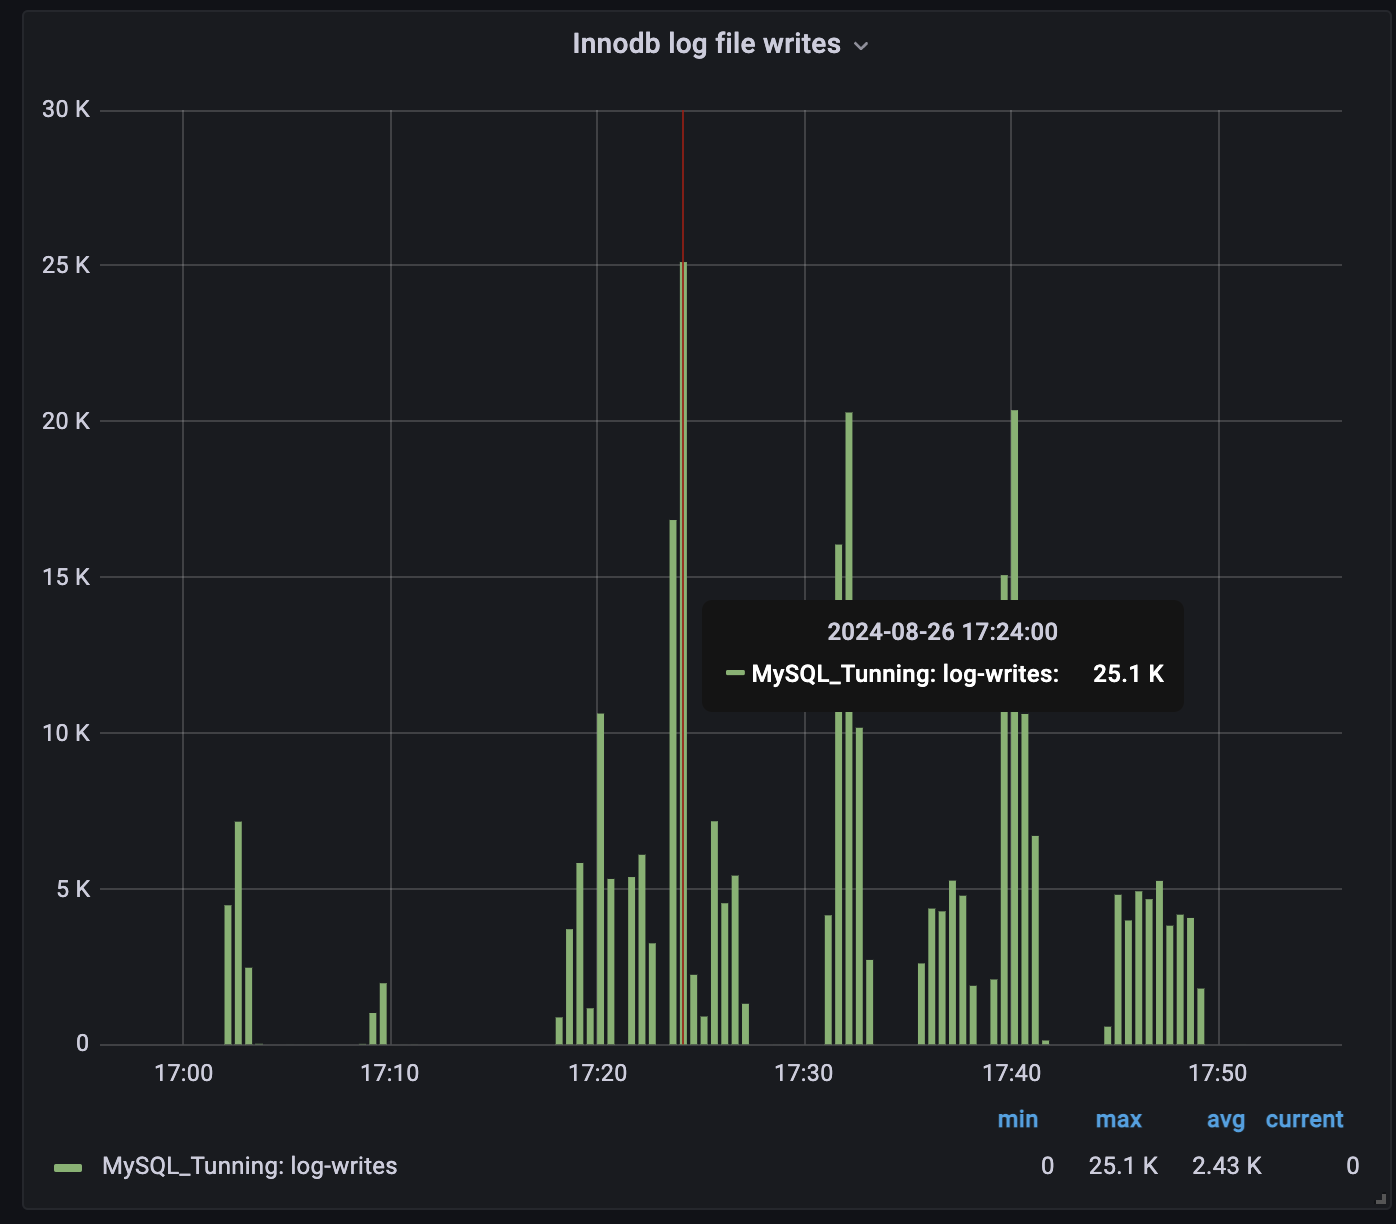 Innodb log file writes
30 K
25 K
20 K
15 K
2024-08-26 17:24:00
MySQL_Tunning: log-writes: 25.1 K
10 K
5 K
0
17:00 17:10 17:20 17:30 17:40 17:50
min max avg current
MySQL_Tunning: log-writes 0 25.1 K 2.43 K 0